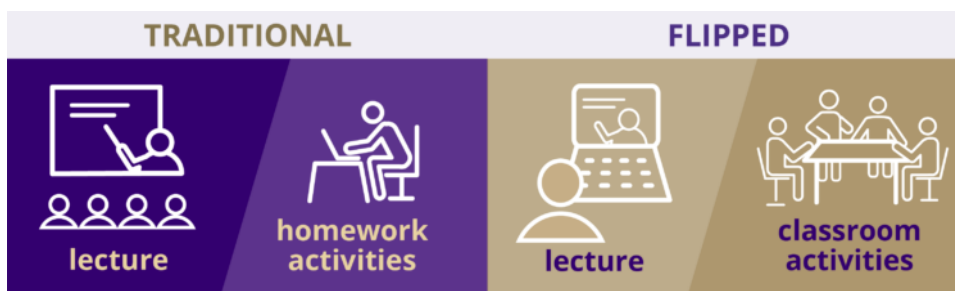 TRADITIONAL
FLIPPED
lecture
homework
activities
lecture
classroom
activities